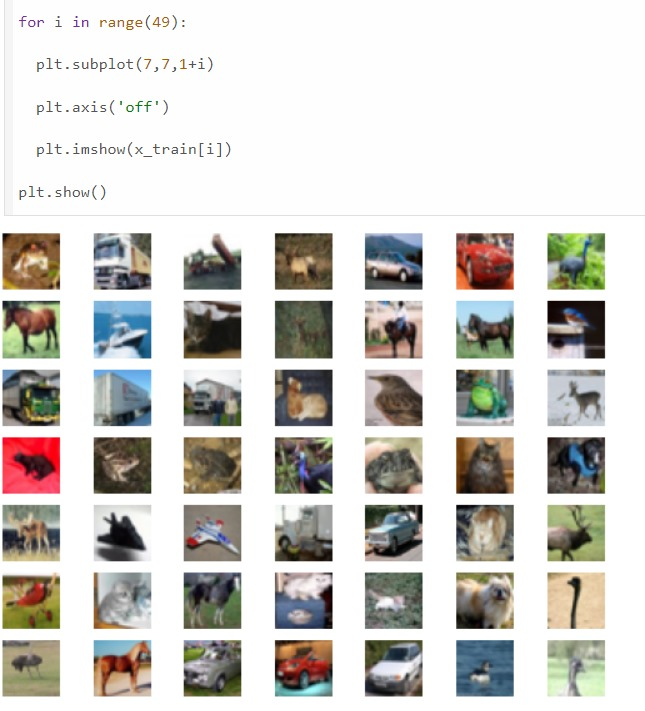 for i in range(49):
plt.subplot(7,7,1+i)
plt.axis('off')
plt.imshow(x_train[i])
plt.show()